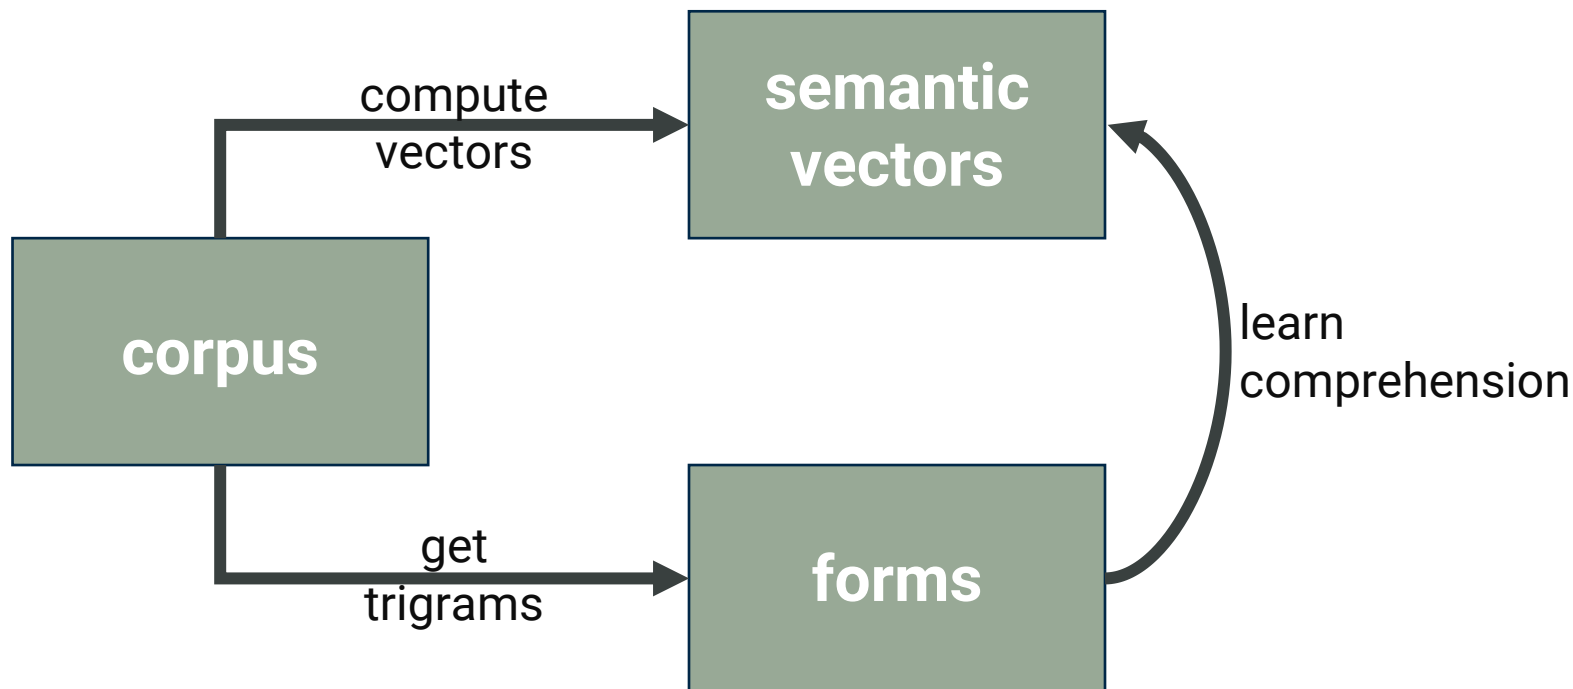 compute
vectors
semantic
vectors
corpus
learn
comprehension
get
trigrams
forms